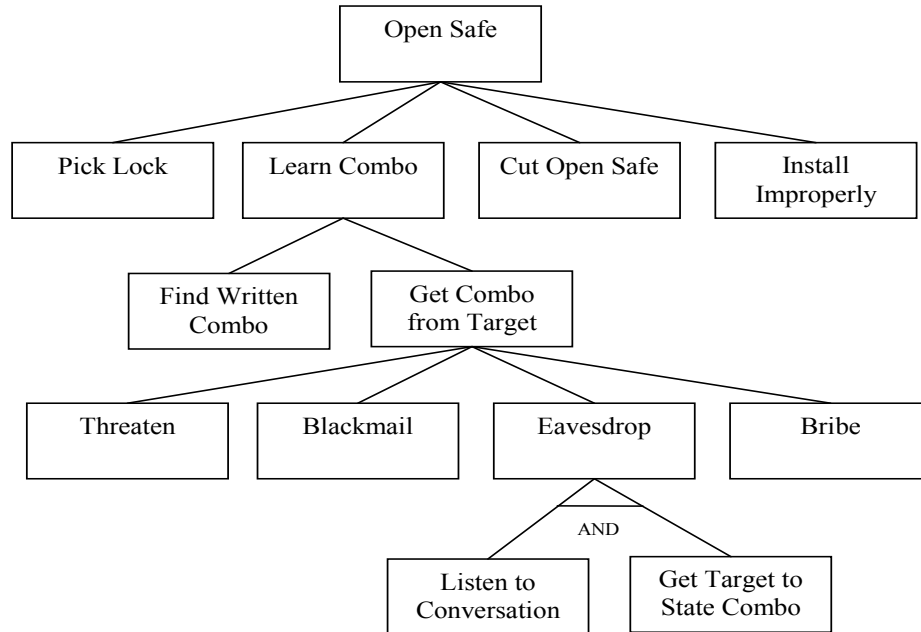 Open Safe
Pick Lock
Learn Combo
Cut Open Safe
Install
Improperly
Find Written
Combo
Get Combo
from Target
Threaten
Blackmail
Eavesdrop
Bribe
AND
Listen to
Conversation
Get Target to
State Combo